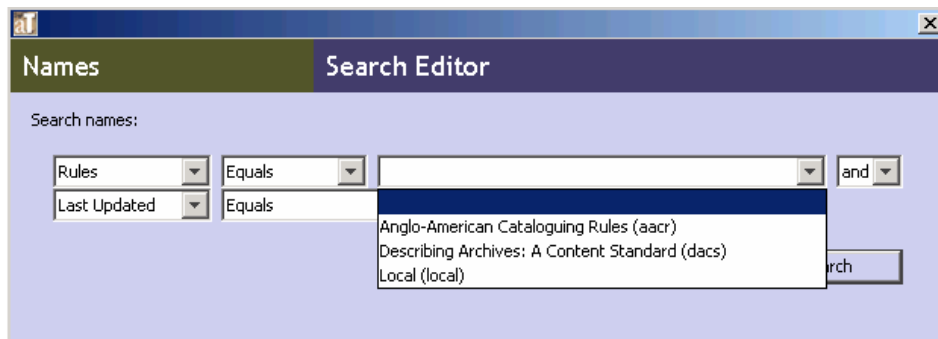 aT
Names Search Editor
Search names:
Rules Equals and
Last Updated Equals
Anglo-American Cataloguing Rules (aacr)
Describing Archives: A Content Standard (dacs)
rch
Local (local)